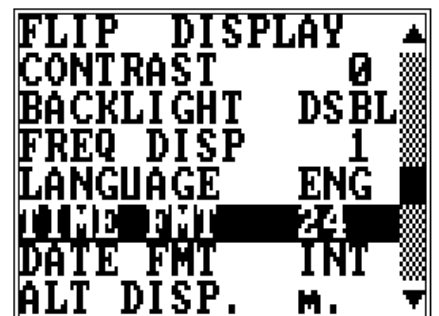 FLIP DISPLAY
CONTRAST 0
BACKLIGHT DSBL
FREQ DISP 1
LANGUAGE ENG
TIME FMT 24
DATE FMT INT
ALT DISP. m.